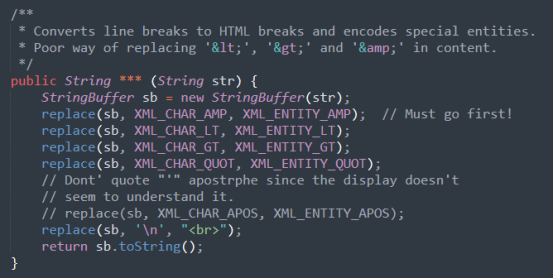 /**
 * Converts line breaks to HTML breaks and encodes special entities.
 * Poor way of replacing '&lt;', '&gt;' and '&amp;' in content.
 */
public String *** (String str) {
    StringBuffer sb = new StringBuffer(str);
    replace(sb, XML_CHAR_AMP, XML_ENTITY_AMP);  // Must go first!
    replace(sb, XML_CHAR_LT, XML_ENTITY_LT);
    replace(sb, XML_CHAR_GT, XML_ENTITY_GT);
    replace(sb, XML_CHAR_QUOT, XML_ENTITY_QUOT);
    // Dont' quote "'" apostrphe since the display doesn't
    // seem to understand it.
    // replace(sb, XML_CHAR_APOS, XML_ENTITY_APOS);
    replace(sb, '\n', "<br>");
    return sb.toString();
}